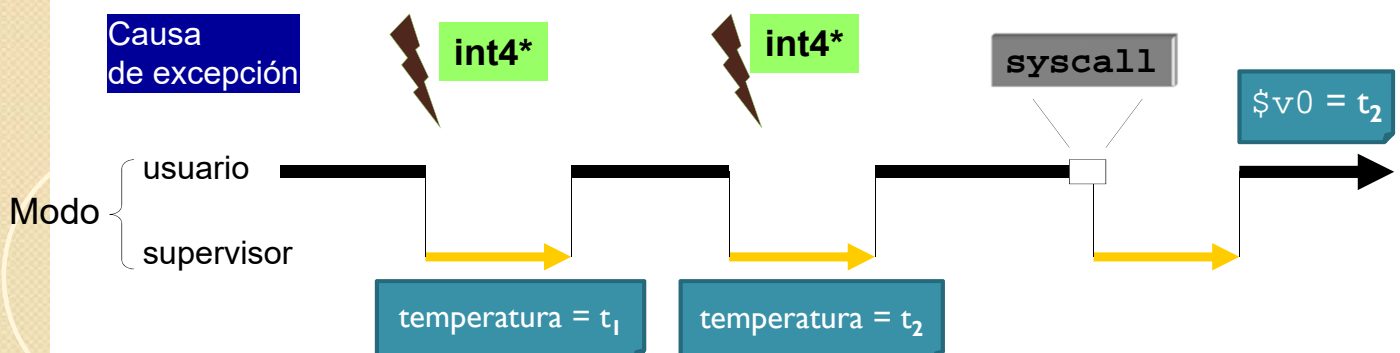 Causa
de excepción
int4*
int4*
syscall
$v0 = t2
usuario
Modo
supervisor
temperatura = t1
temperatura = t2